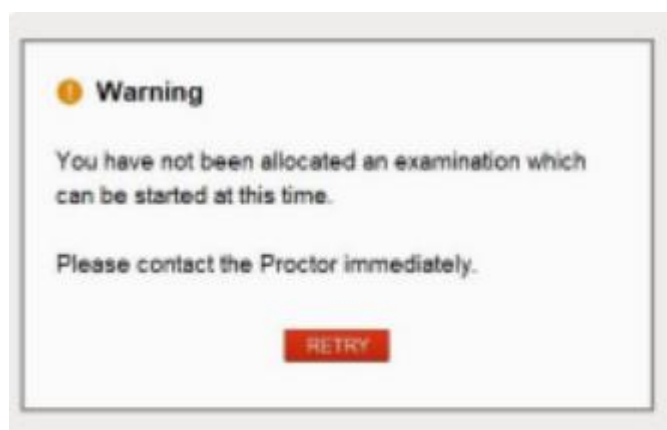 Warning
You have not been allocated an examination which
can be started at this time.
Please contact the Proctor immediately.
RETRY